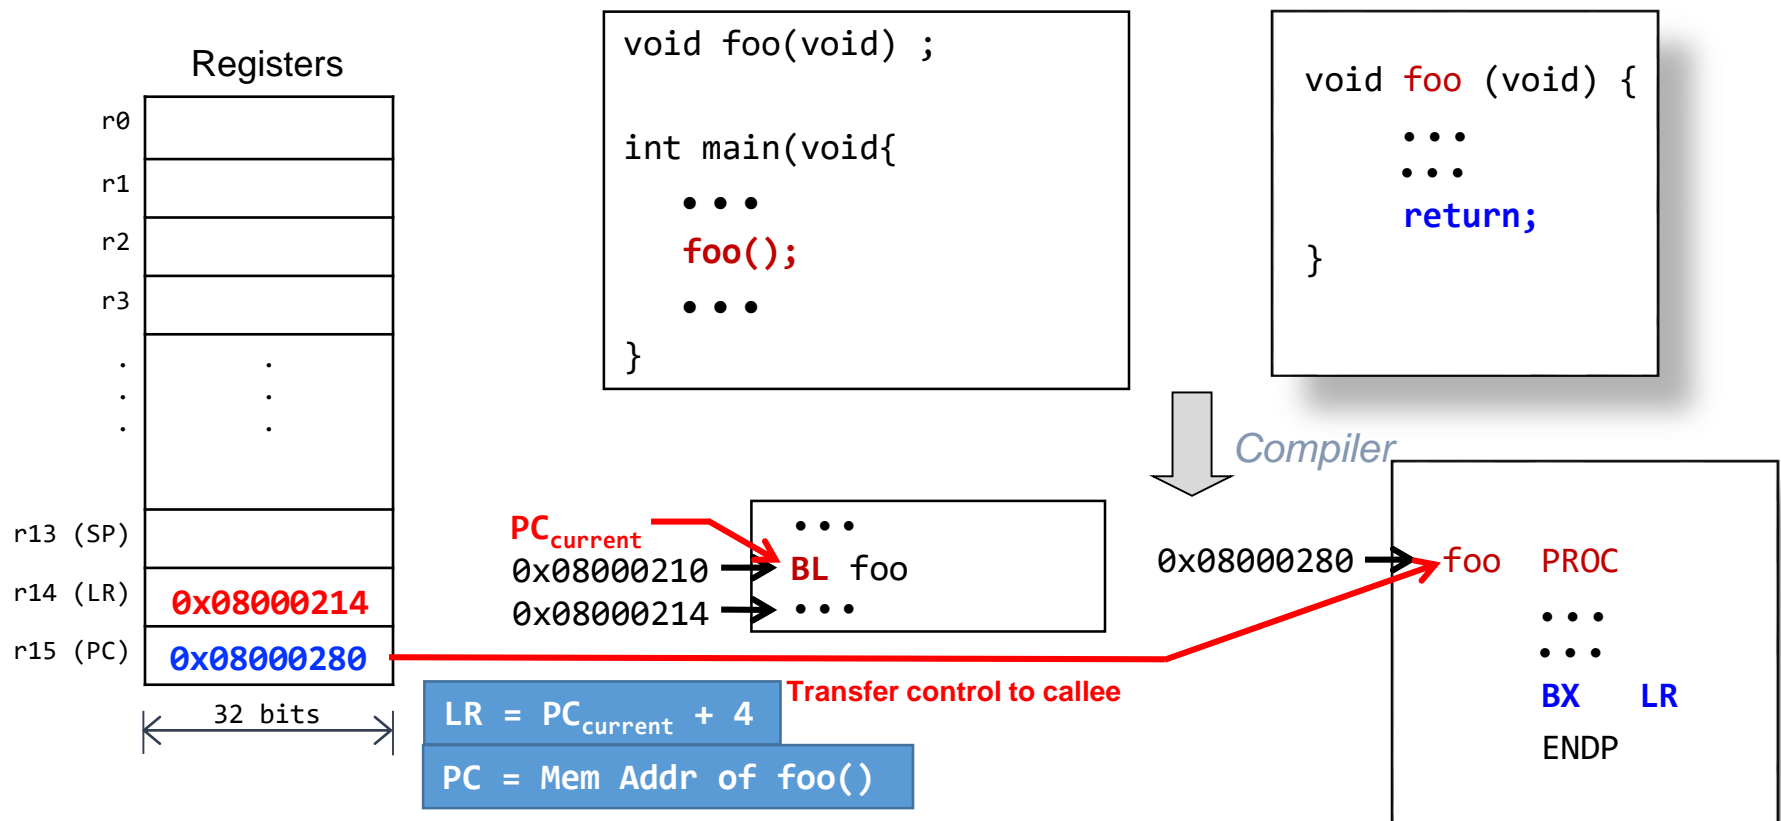 Registers
r0
r1
r2
r3
.
.
.
.
.
.
r13 (SP)
r14 (LR)
0x08000214
r15 (PC)
0x08000280
32 bits
void foo(void) ;
int main(void{
•••
foo();
•••
}
void foo (void) {
•••
•••
return;
}
Compiler
PCcurrent
0x08000210
0x08000214
•••
BL foo
•••
0x08000280
foo PROC
•••
•••
BX LR
ENDP
Transfer control to callee
LR = PCcurrent + 4
PC = Mem Addr of foo()